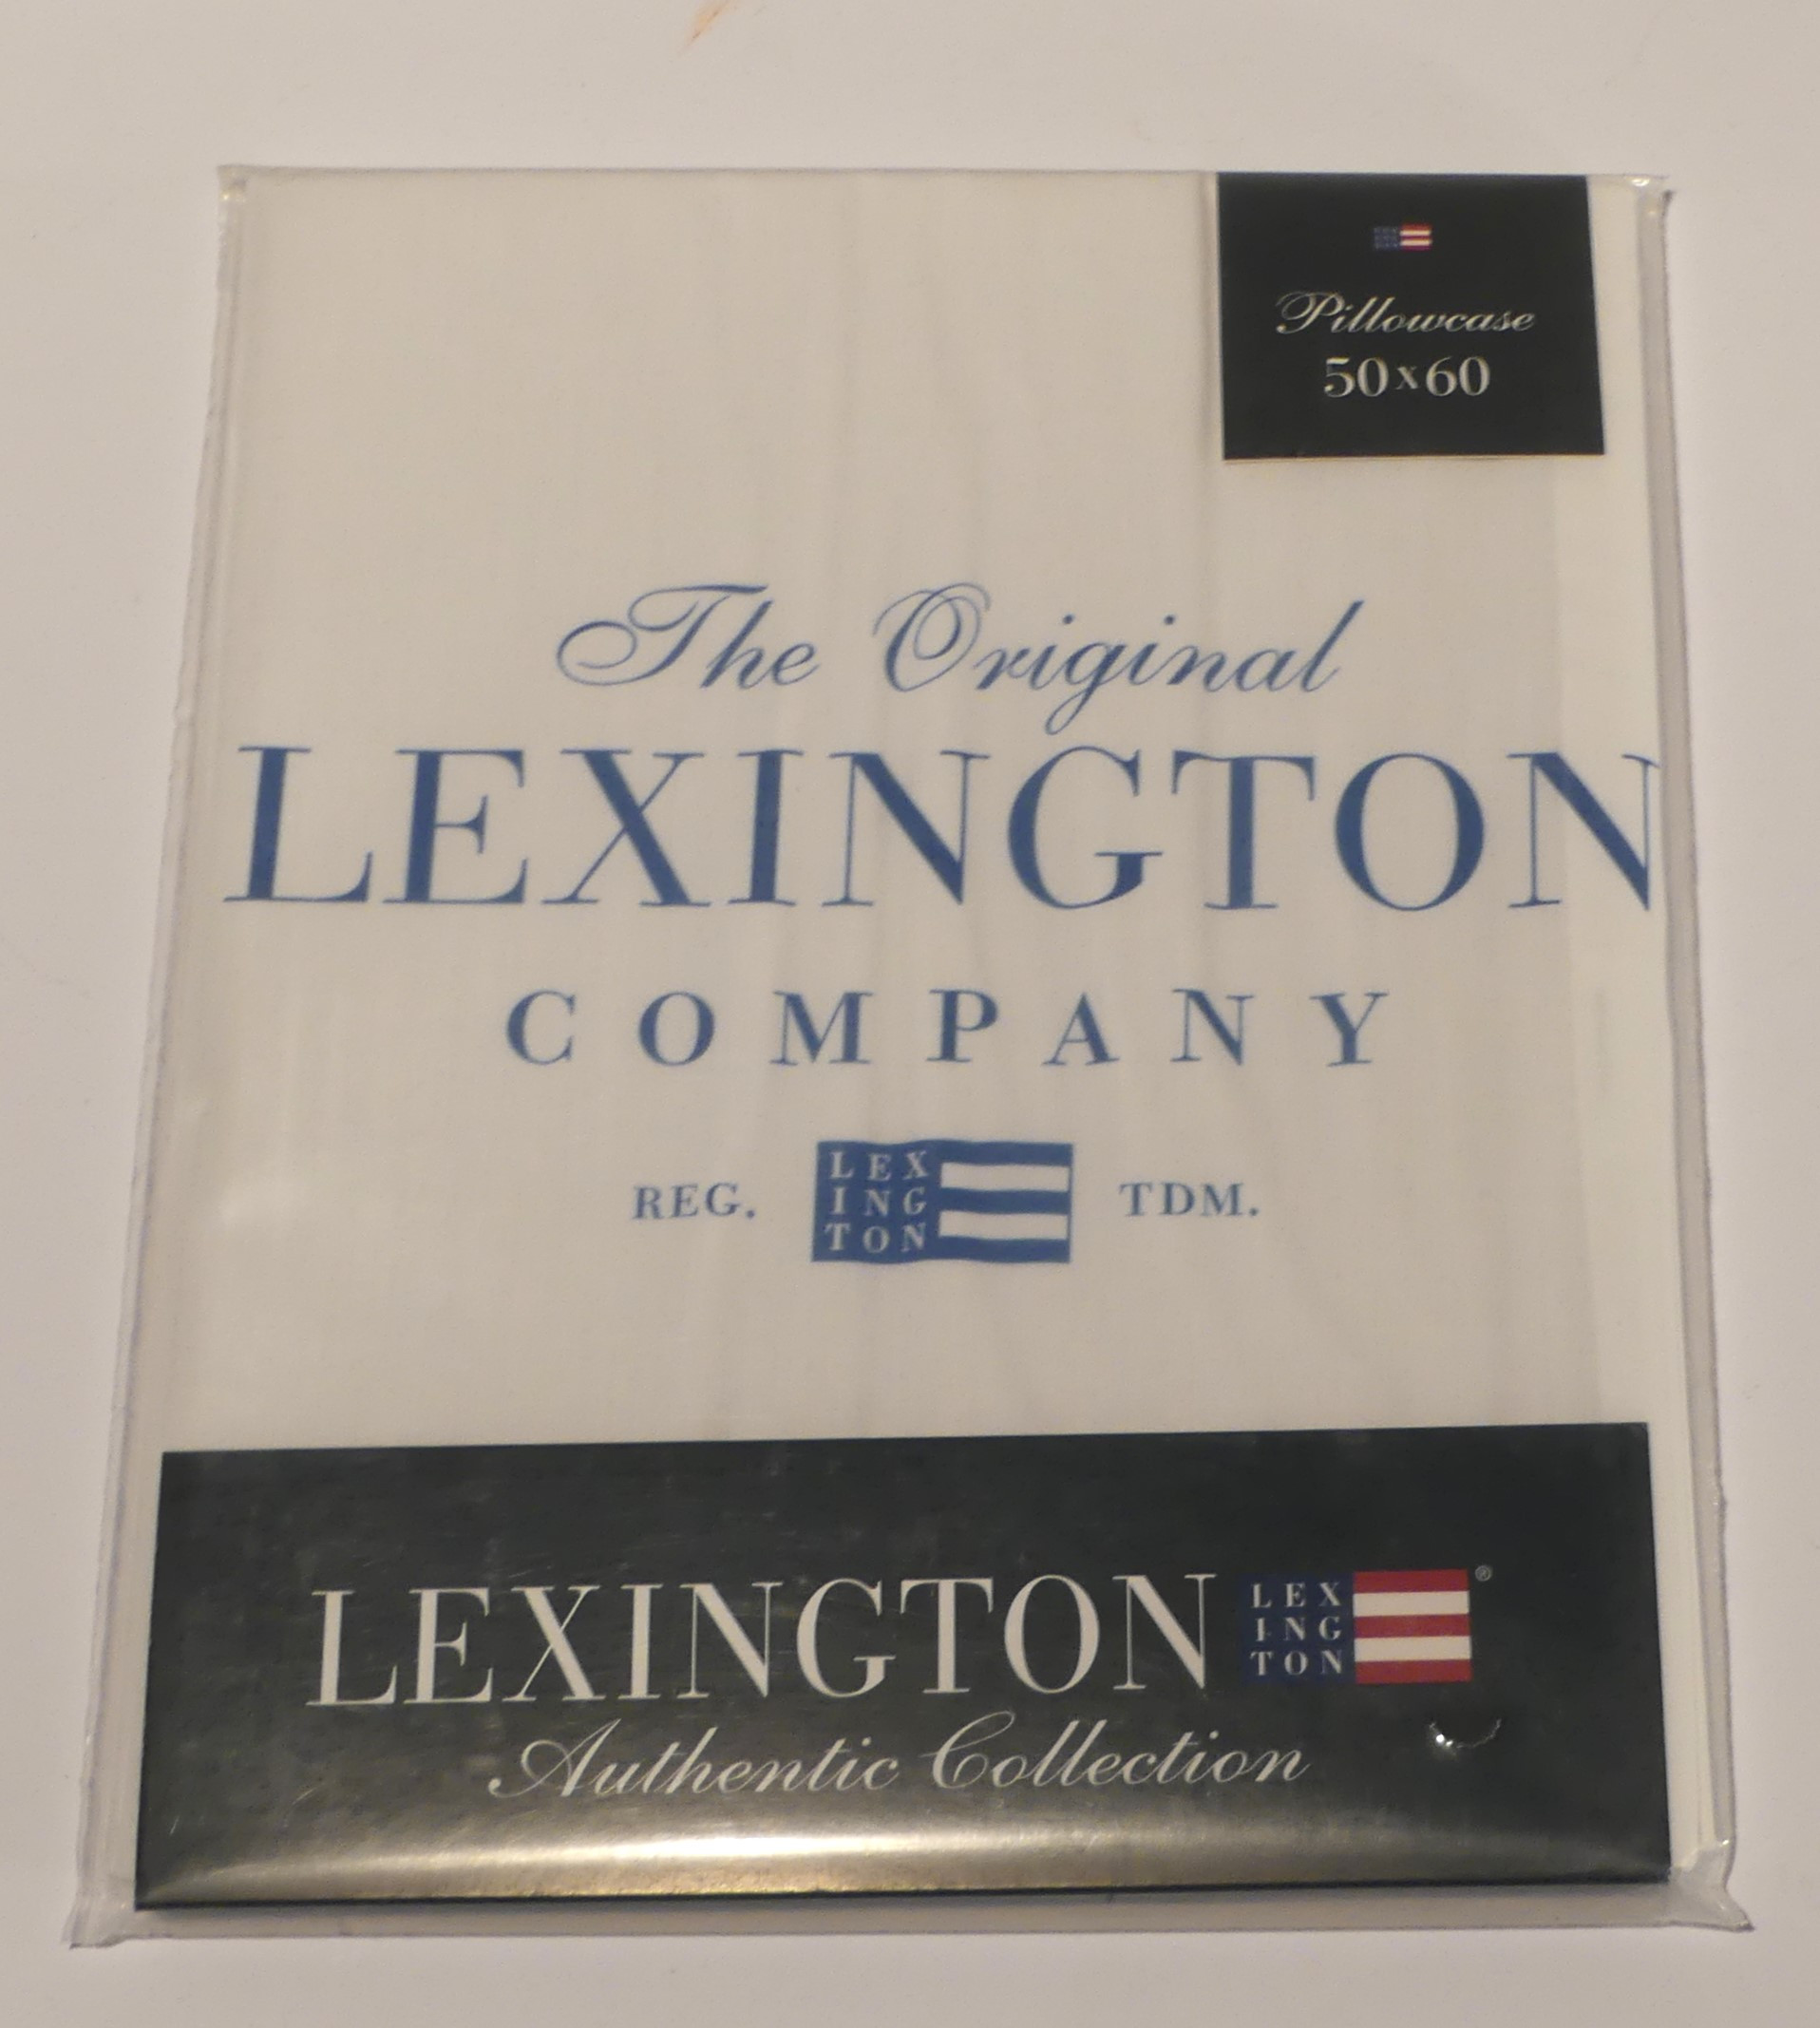 Pillowcase
50x60
The Original
LEXINGTON
COMPANY
REG. LEX ING TON TDM.
LEXINGTON LEX ING TON ®
Authentic Collection